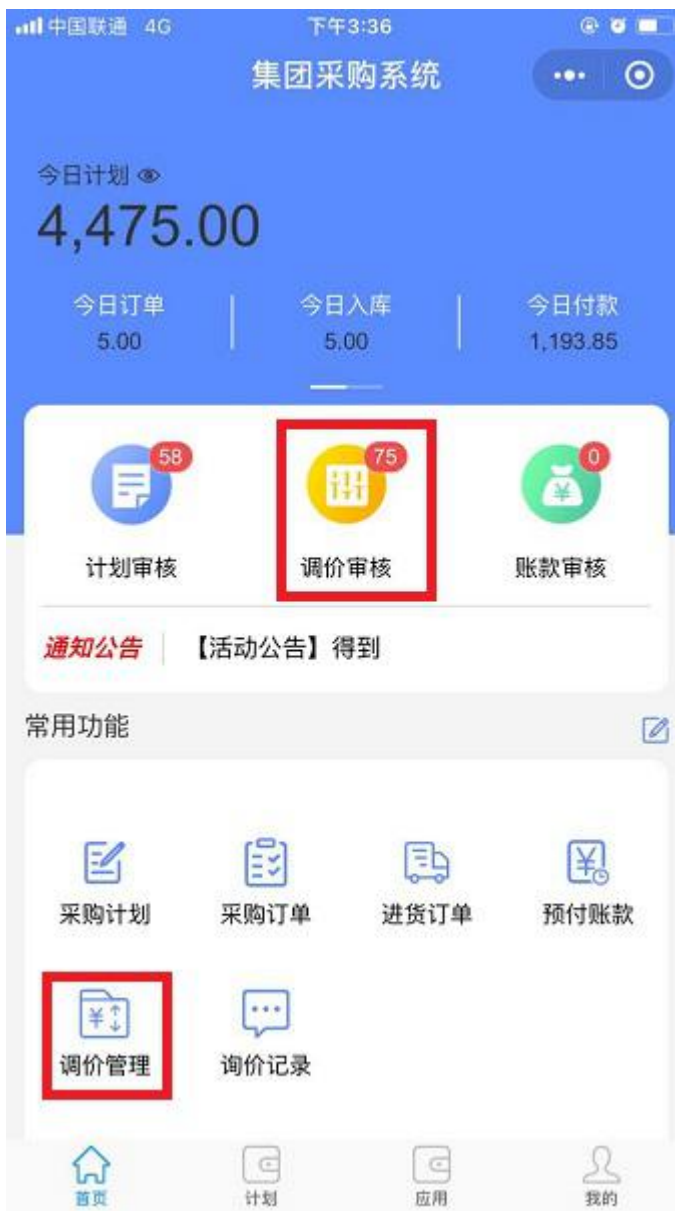 中国联通 4G 下午3:36
集团采购系统
今日计划
4,475.00
今日订单 今日入库 今日付款
5.00 5.00 1,193.85
58 75 0
计划审核 调价审核 账款审核
通知公告 【活动公告】得到
常用功能
采购计划 采购订单 进货订单 预付账款
调价管理 询价记录
首页 计划 应用 我的